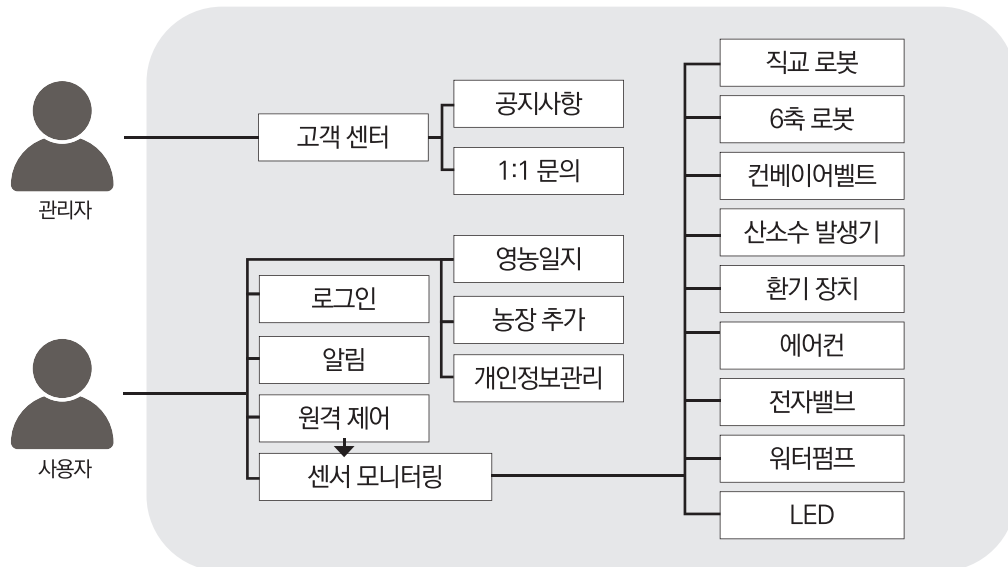 관리자
고객 센터
공지사항
1:1 문의
사용자
로그인
알림
원격 제어
센서 모니터링
영농일지
농장 추가
개인정보관리
직교 로봇
6축 로봇
컨베이어벨트
산소수 발생기
환기 장치
에어컨
전자밸브
워터펌프
LED